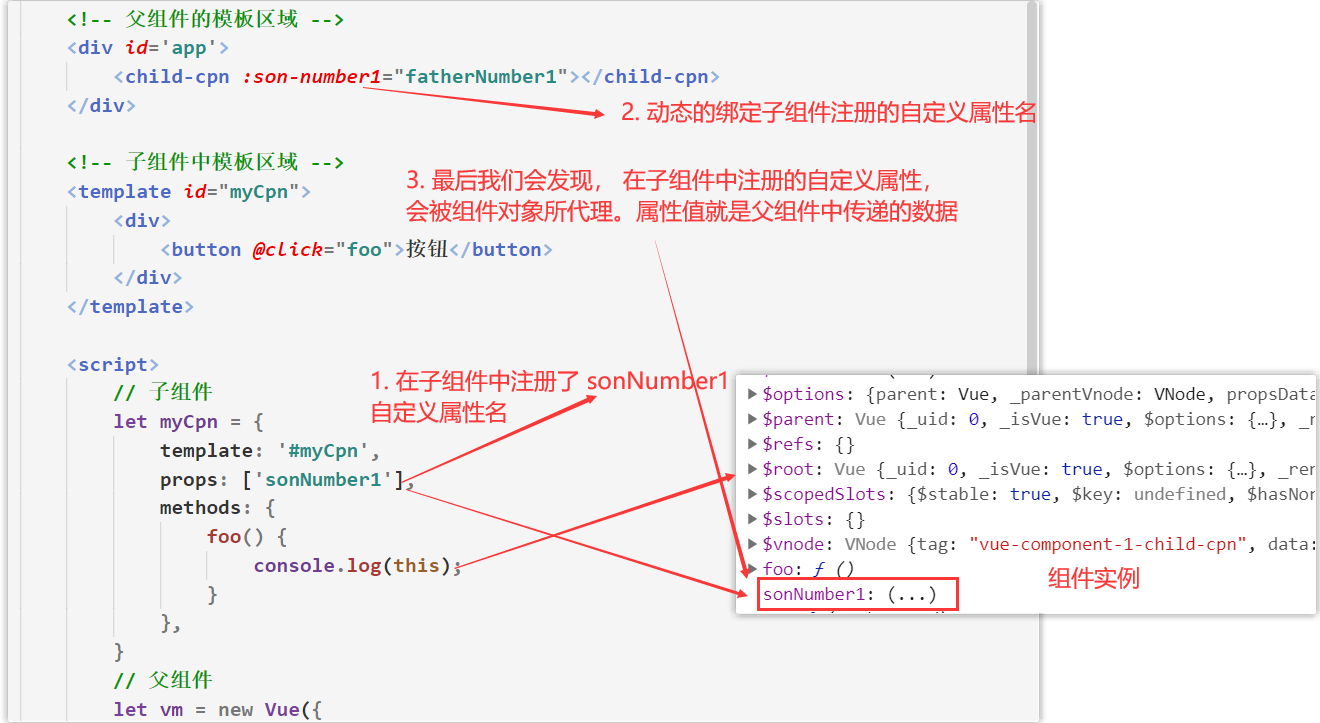 <!-- 父组件的模板区域 -->
<div id='app'>
<child-cpn :son-number1="fatherNumber1"></child-cpn>
</div>
2. 动态的绑定子组件注册的自定义属性名
<!-- 子组件中模板区域 -->
<template id="myCpn">
3. 最后我们会发现， 在子组件中注册的自定义属性，
会被组件对象所代理。属性值就是父组件中传递的数据
<div>
<button @click="foo">按钮</button>
</div>
</template>
<script>
1. 在子组件中注册了 sonNumber1
自定义属性名
// 子组件
let myCpn = {
template: '#myCpn',
props: ['sonNumber1'],
methods: {
foo() {
console.log(this);
}
},
}
// 父组件
let vm = new Vue({
$options: {parent: Vue, _parentVnode: VNode, propsData
$parent: Vue {_uid: 0, _isVue: true, $options: {…}, _r
$refs: {}
$root: Vue {_uid: 0, _isVue: true, $options: {…}, _ren
$scopedSlots: {$stable: true, $key: undefined, $hasNor
$slots: {}
$vnode: VNode {tag: "vue-component-1-child-cpn", data:
foo: ƒ ()
组件实例
sonNumber1: (...)